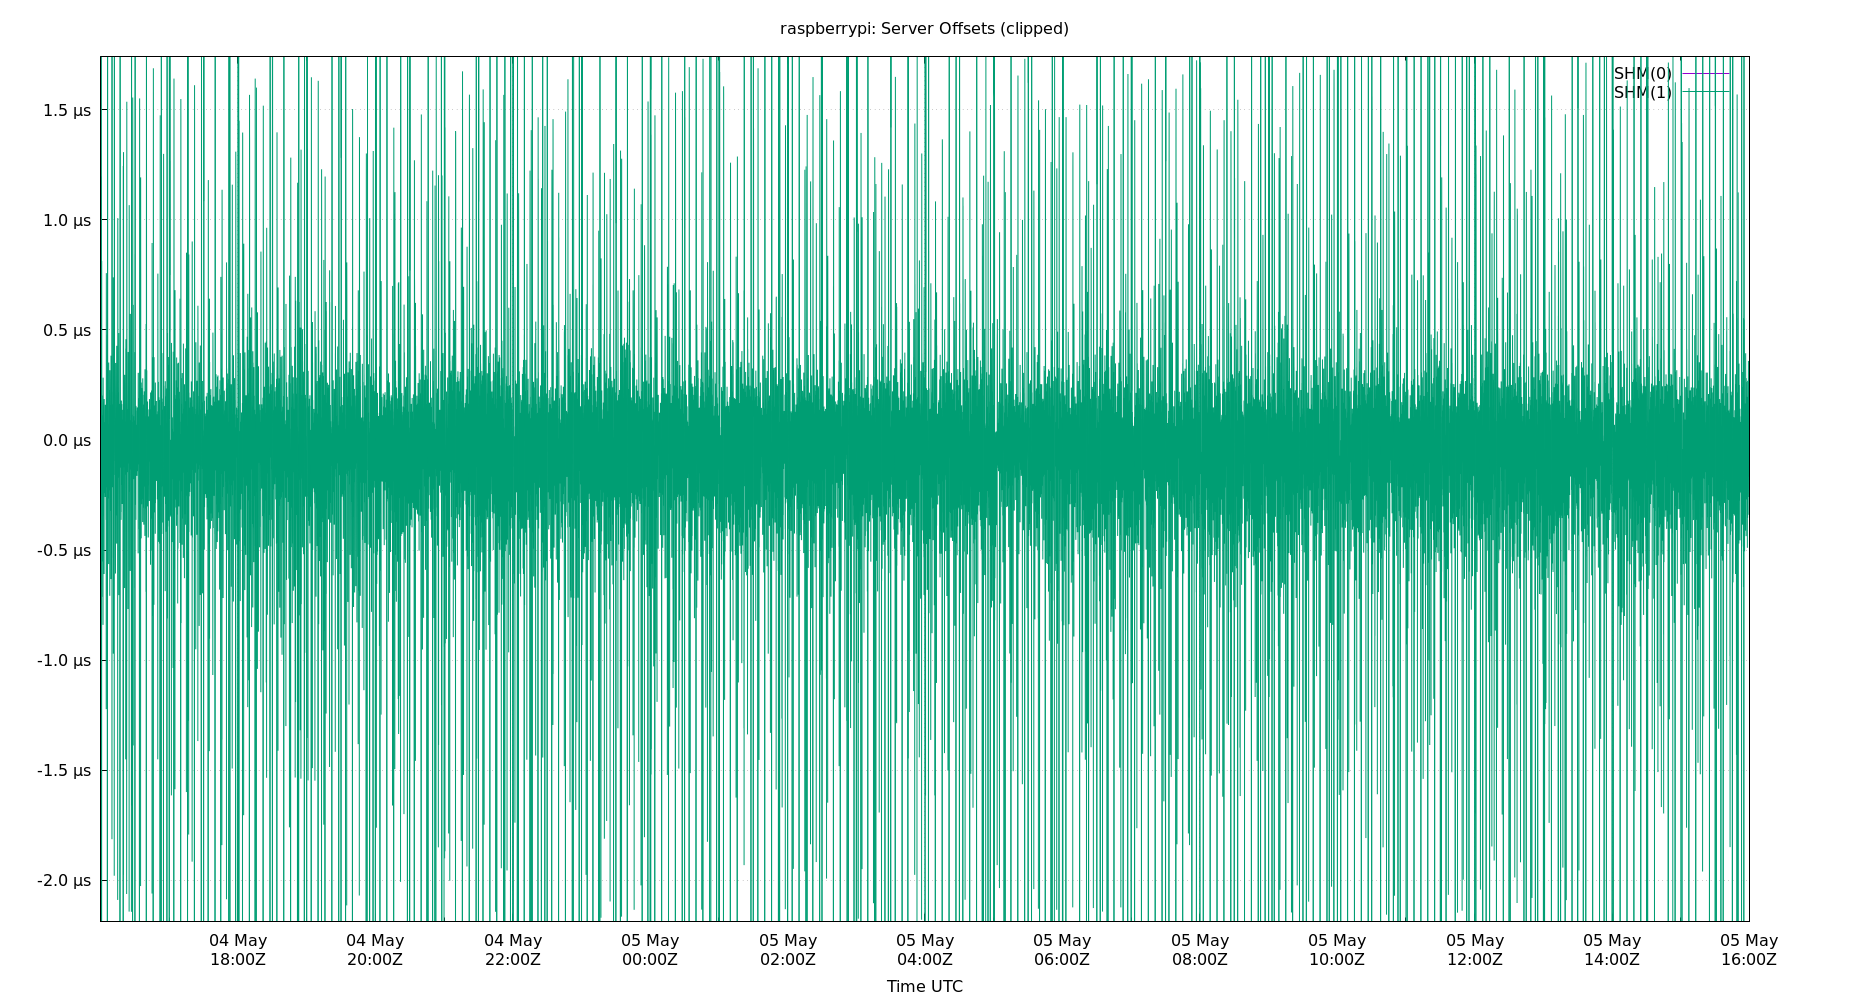 raspberrypi: Server Offsets (clipped)
SHM(0)
SHM(1)
1.5 µs
1.0 µs
0.5 µs
0.0 µs
-0.5 µs
-1.0 µs
-1.5 µs
-2.0 µs
04 May 04 May 04 May 05 May 05 May 05 May 05 May 05 May 05 May 05 May 05 May 05 May
18:00Z 20:00Z 22:00Z 00:00Z 02:00Z 04:00Z 06:00Z 08:00Z 10:00Z 12:00Z 14:00Z 16:00Z
Time UTC